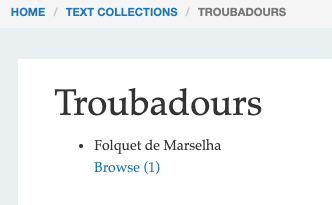 HOME / TEXT COLLECTIONS / TROUBADOURS
Troubadours
• Folquet de Marselha
Browse (1)